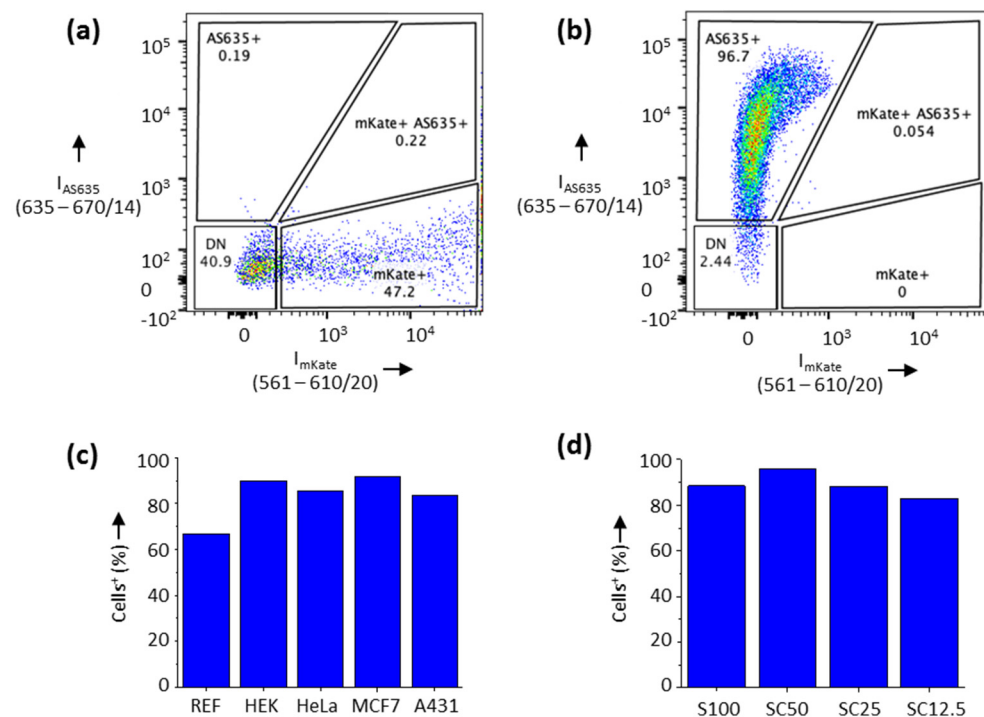 (a)
AS635+
0.19
mKate+ AS635+
0.22
DN
40.9
mKate+
47.2
10⁵
10⁴
10³
10²
0
-10²
I_AS635
(635–670/14)
0
10³
10⁴
I_mKate
(561–610/20)
(b)
AS635+
96.7
mKate+ AS635+
0.054
DN
2.44
mKate+
0
10⁵
10⁴
10³
10²
0
-10²
I_AS635
(635–670/14)
0
10³
10⁴
I_mKate
(561–610/20)
(c)
100
80
60
40
20
0
Cells⁺ (%)
REF HEK HeLa MCF7 A431
(d)
100
80
60
40
20
0
Cells⁺ (%)
S100 SC50 SC25 SC12.5